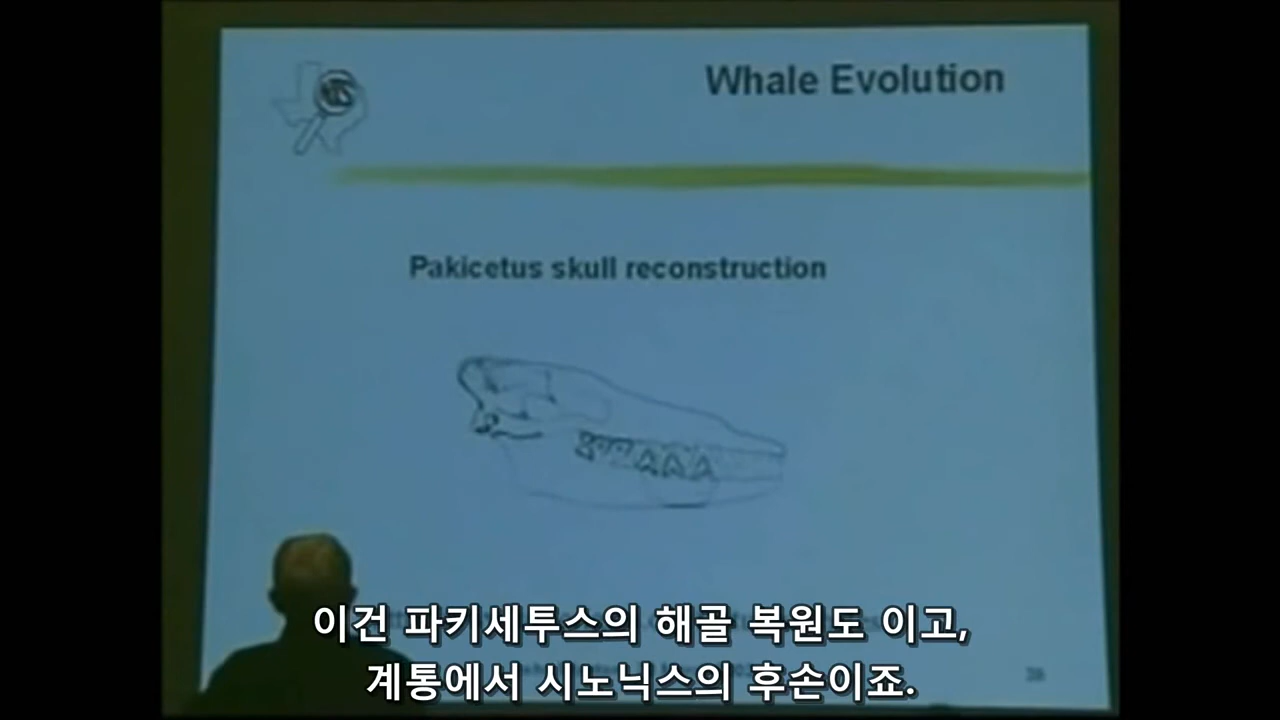 Whale Evolution
Pakicetus skull reconstruction
이건 파키세투스의 해골 복원도 이고,
계통에서 시노닉스의 후손이죠.